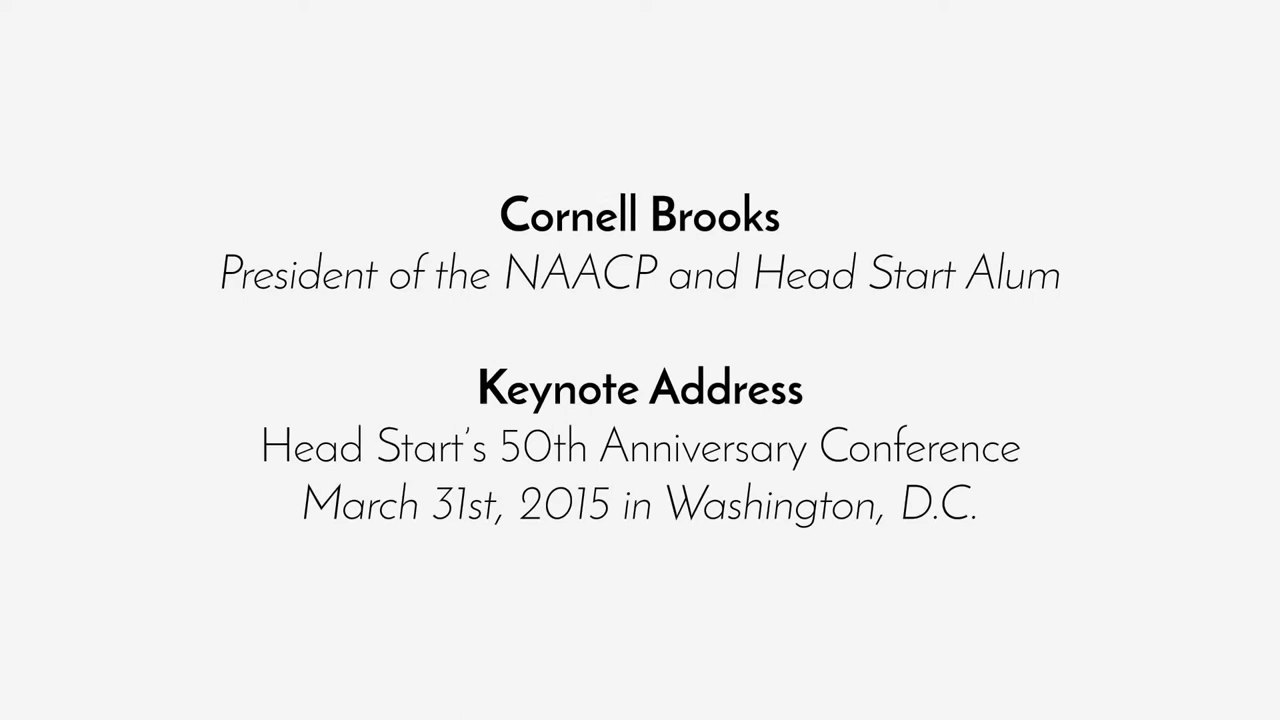 Cornell Brooks
President of the NAACP and Head Start Alum
Keynote Address
Head Start’s 50th Anniversary Conference
March 31st, 2015 in Washington, D.C.